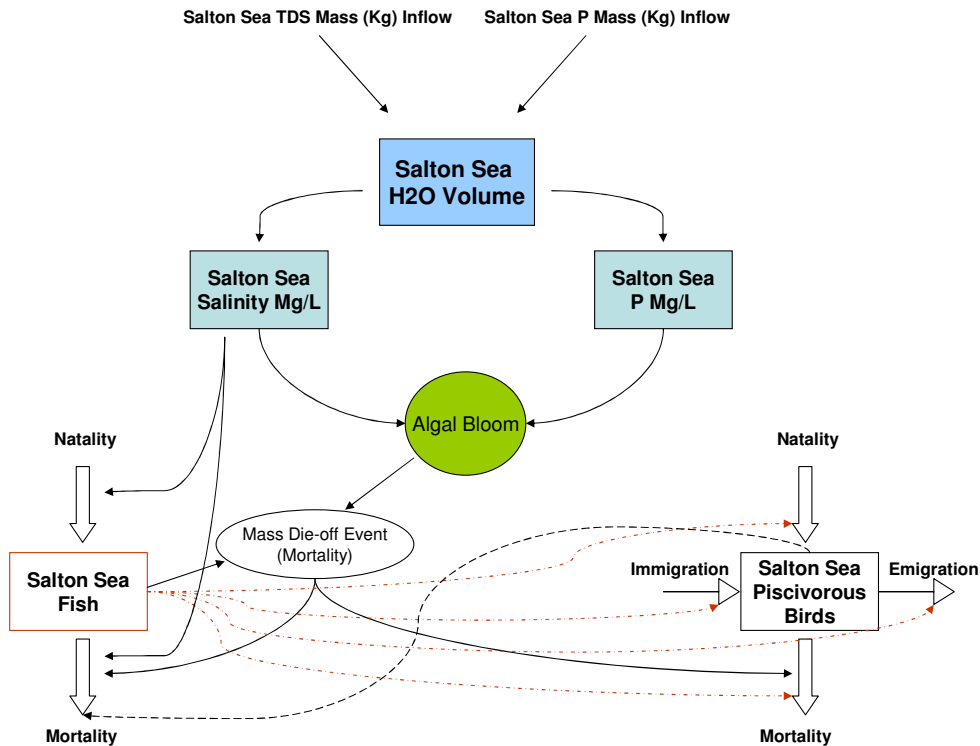 Salton Sea TDS Mass (Kg) Inflow
Salton Sea P Mass (Kg) Inflow
Salton Sea
H2O Volume
Salton Sea
Salinity Mg/L
Salton Sea
P Mg/L
Algal Bloom
Natality
Natality
Mass Die-off Event
(Mortality)
Salton Sea
Fish
Immigration
Salton Sea
Piscivorous
Birds
Emigration
Mortality
Mortality